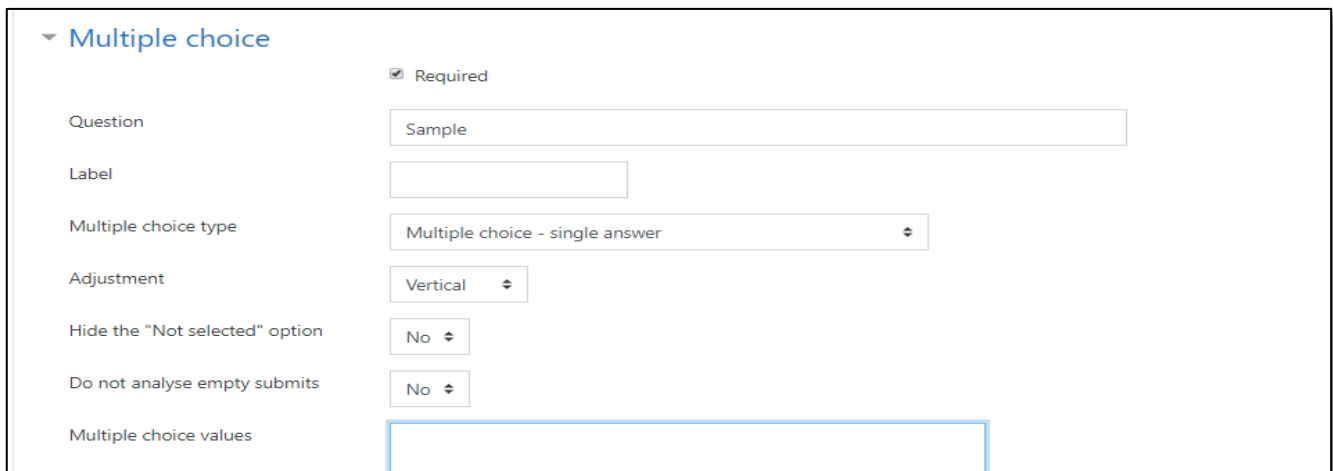 Multiple choice
Required
Question Sample
Label
Multiple choice type Multiple choice - single answer
Adjustment Vertical
Hide the "Not selected" option No
Do not analyse empty submits No
Multiple choice values